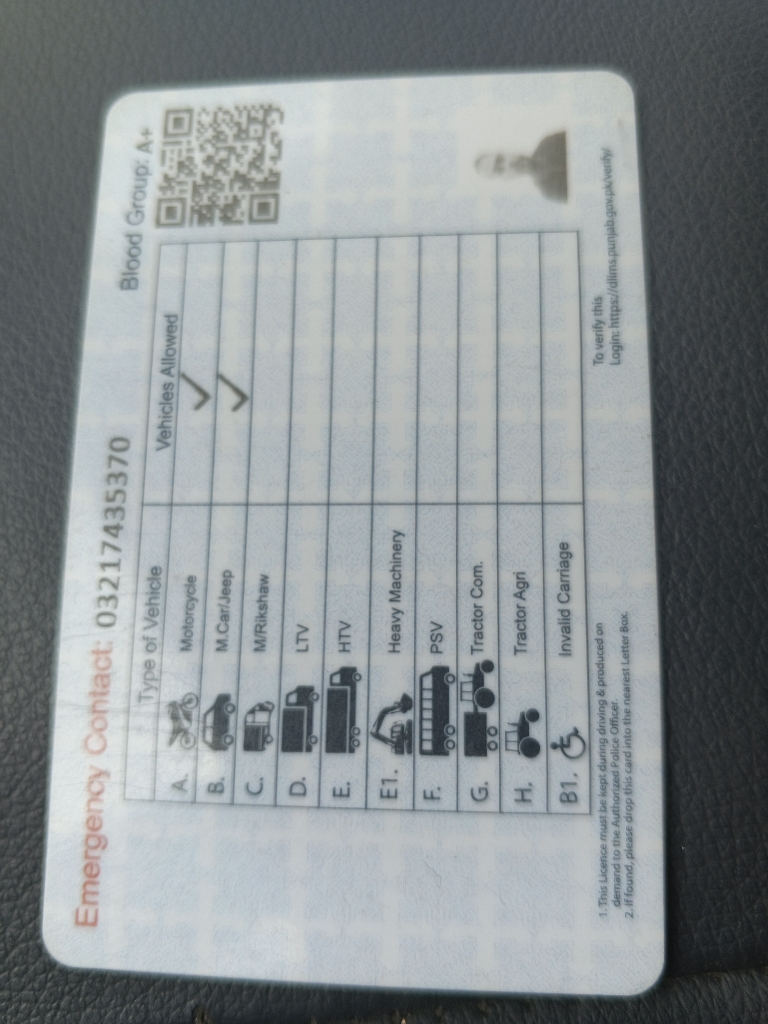 Emergency Contact: 03217435370
Blood Group: A+
Type of Vehicle Vehicles Allowed
A. Motorcycle ✓
B. M.Car/Jeep ✓
C. M/Rikshaw
D. LTV
E. HTV
E1. Heavy Machinery
F. PSV
G. Tractor Com.
H. Tractor Agri
B1. Invalid Carriage
1. This Licence must be kept during driving & produced on
demand to the Authorized Police Officer.
2. If found, please drop this card into the nearest Letter Box.
To verify this
Login: https://dlims.punjab.gov.pk/verify/